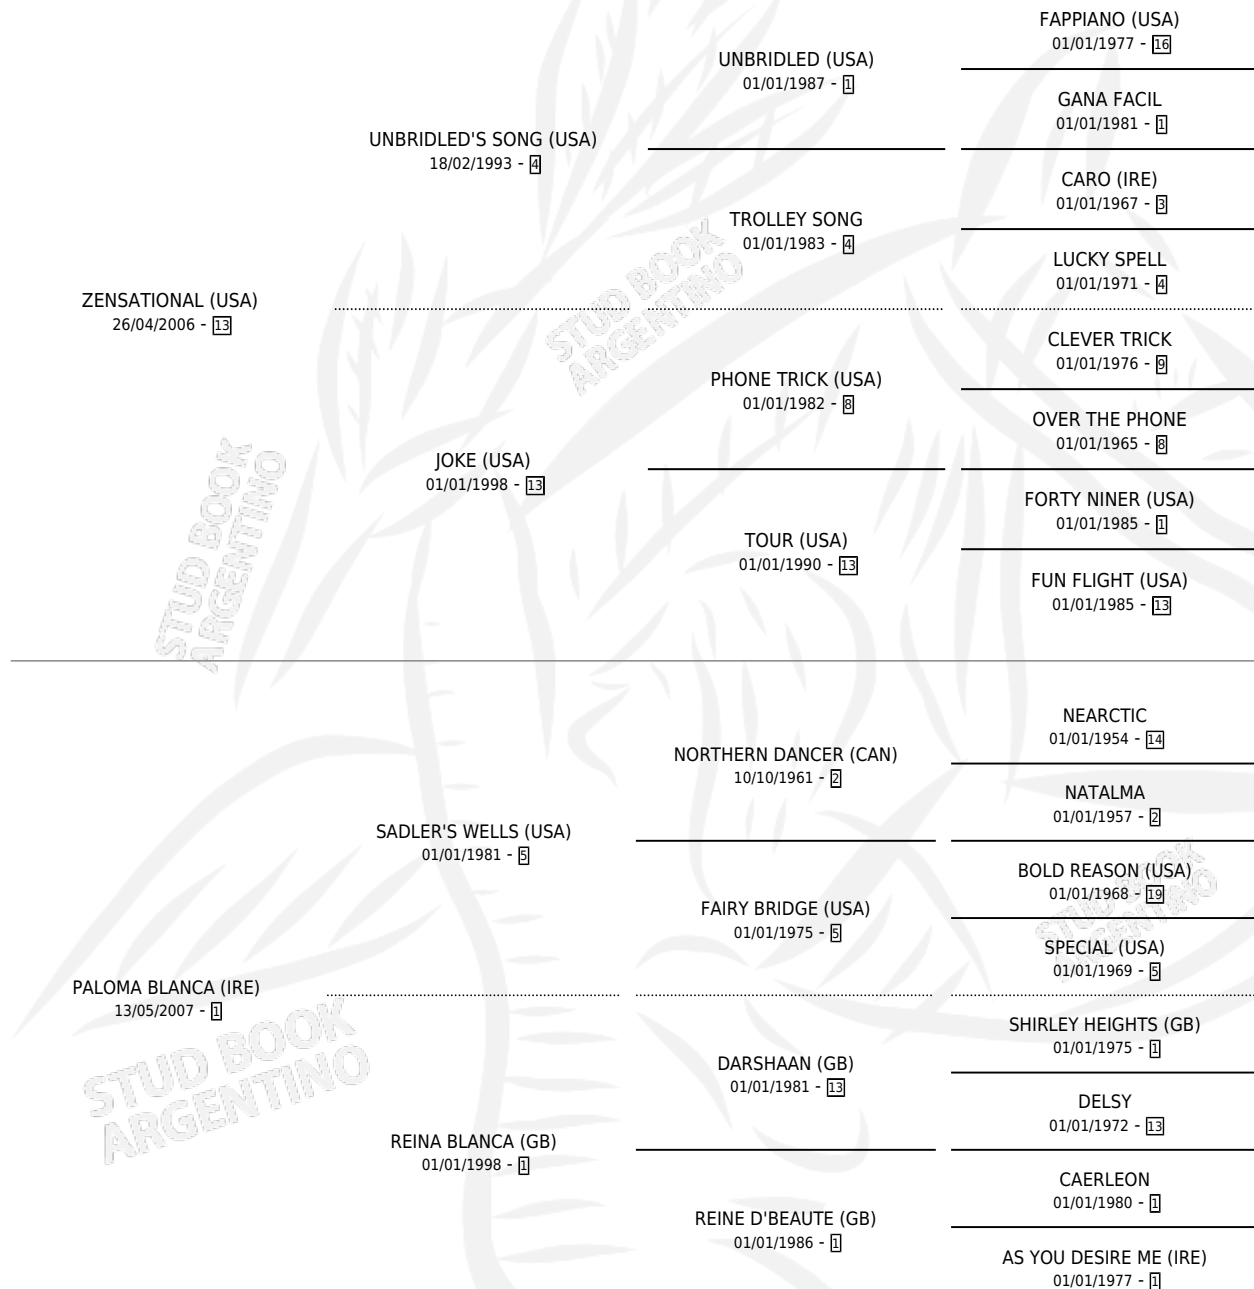 FAPPIANO (USA)
01/01/1977 - 16
UNBRIDLED (USA)
01/01/1987 - 1
GANA FACIL
01/01/1981 - 1
UNBRIDLED'S SONG (USA)
18/02/1993 - 4
CARO (IRE)
01/01/1967 - 3
TROLLEY SONG
01/01/1983 - 4
LUCKY SPELL
01/01/1971 - 4
ZENSATIONAL (USA)
26/04/2006 - 13
CLEVER TRICK
01/01/1976 - 9
PHONE TRICK (USA)
01/01/1982 - 8
OVER THE PHONE
01/01/1965 - 8
JOKE (USA)
01/01/1998 - 13
FORTY NINER (USA)
01/01/1985 - 1
TOUR (USA)
01/01/1990 - 13
FUN FLIGHT (USA)
01/01/1985 - 13
NEARCTIC
01/01/1954 - 14
NORTHERN DANCER (CAN)
10/10/1961 - 2
NATALMA
01/01/1957 - 2
SADLER'S WELLS (USA)
01/01/1981 - 5
BOLD REASON (USA)
01/01/1968 - 19
FAIRY BRIDGE (USA)
01/01/1975 - 5
SPECIAL (USA)
01/01/1969 - 5
PALOMA BLANCA (IRE)
13/05/2007 - 1
SHIRLEY HEIGHTS (GB)
01/01/1975 - 1
DARSHAAN (GB)
01/01/1981 - 13
DELSY
01/01/1972 - 13
REINA BLANCA (GB)
01/01/1998 - 1
CAERLEON
01/01/1980 - 1
REINE D'BEAUTE (GB)
01/01/1986 - 1
AS YOU DESIRE ME (IRE)
01/01/1977 - 1
STUD BOOK
ARGENTINO
STUD BOOK
ARGENTINO
STUD BOOK
ARGENTINO
STUD BOOK
ARGENTINO